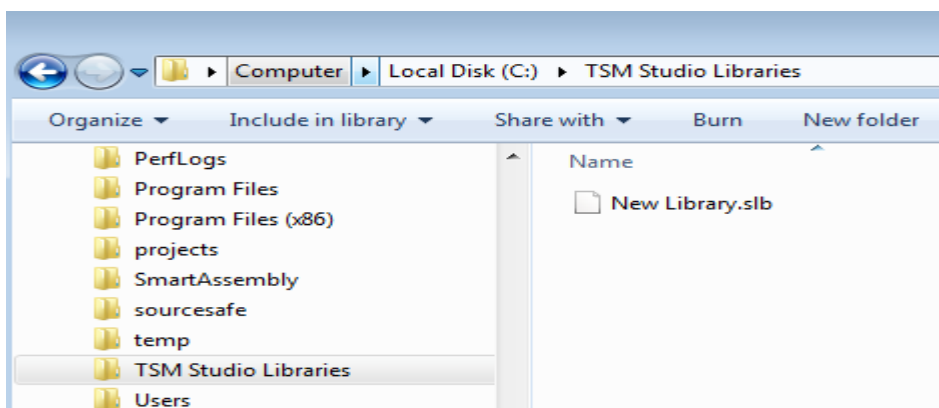 Computer Local Disk (C:) TSM Studio Libraries
Organize Include in library Share with Burn New folder
PerfLogs
Program Files
Program Files (x86)
projects
SmartAssembly
sourcesafe
temp
TSM Studio Libraries
Users
Name
New Library.slb